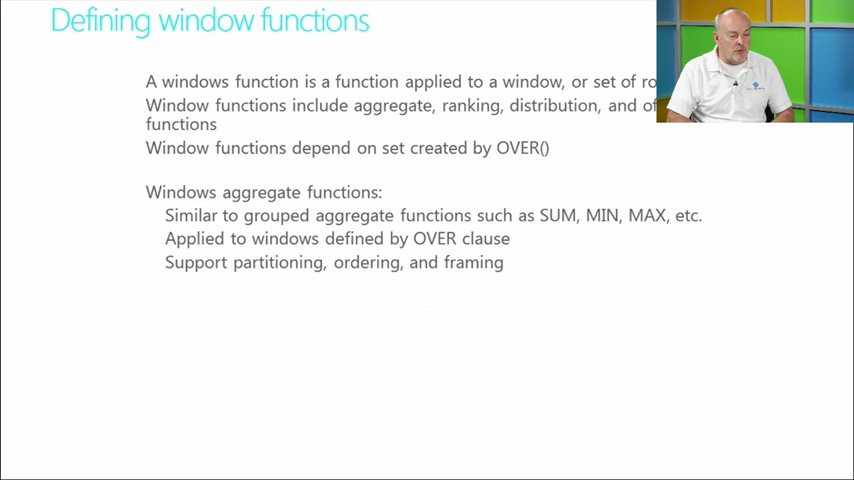 Defining window functions
A windows function is a function applied to a window, or set of
Window functions include aggregate, ranking, distribution, and
functions
Window functions depend on set created by OVER()
Windows aggregate functions:
Similar to grouped aggregate functions such as SUM, MIN, MAX, etc.
Applied to windows defined by OVER clause
Support partitioning, ordering, and framing